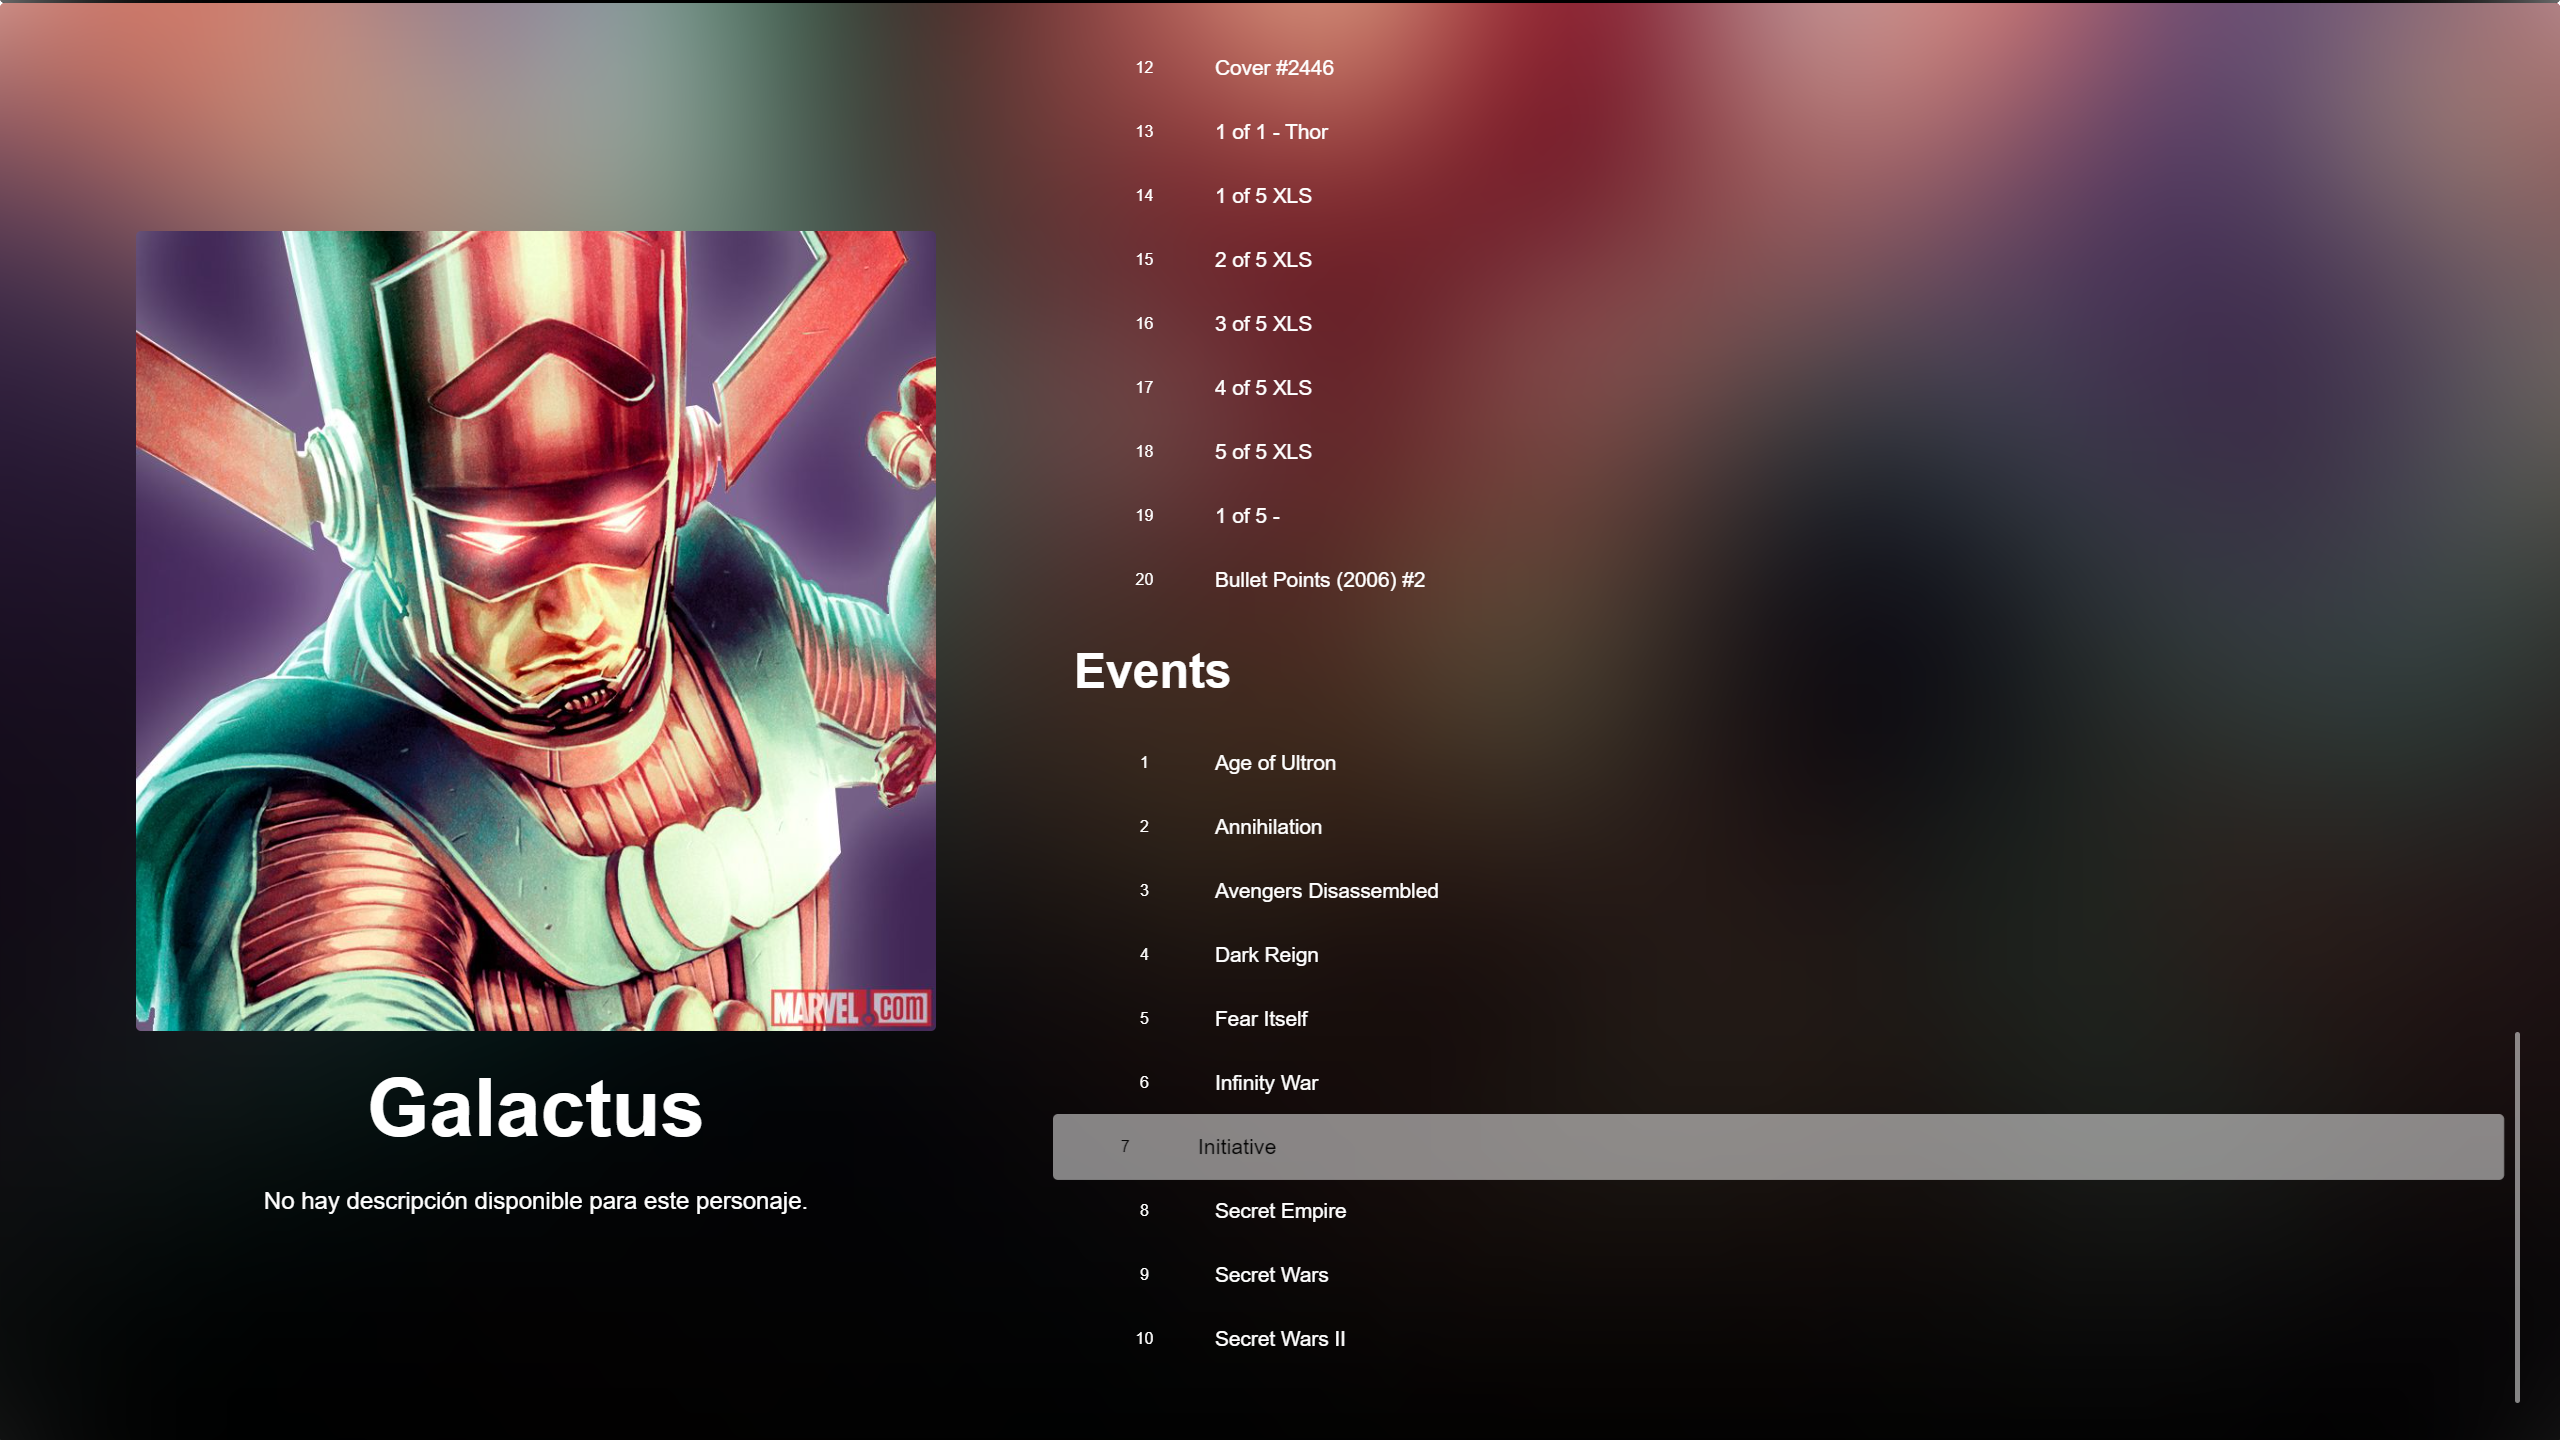 MARVEL.com
Galactus
No hay descripción disponible para este personaje.
12 Cover #2446
13 1 of 1 - Thor
14 1 of 5 XLS
15 2 of 5 XLS
16 3 of 5 XLS
17 4 of 5 XLS
18 5 of 5 XLS
19 1 of 5 -
20 Bullet Points (2006) #2
Events
1 Age of Ultron
2 Annihilation
3 Avengers Disassembled
4 Dark Reign
5 Fear Itself
6 Infinity War
7 Initiative
8 Secret Empire
9 Secret Wars
10 Secret Wars II